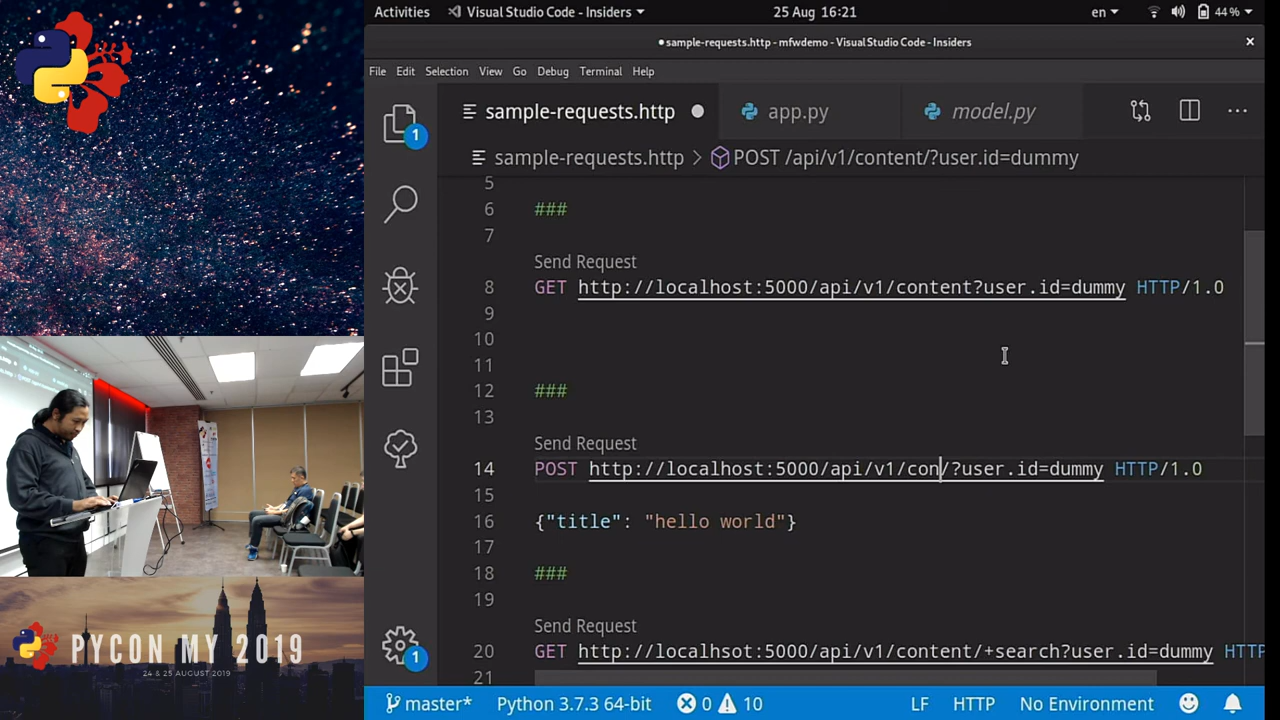 Activities
Visual Studio Code - Insiders
25 Aug 16:21
en
44 %
●sample-requests.http - mfwdemo - Visual Studio Code - Insiders
×
File Edit Selection View Go Debug Terminal Help
sample-requests.http
app.py
model.py
sample-requests.http > POST /api/v1/content/?user.id=dummy
1
5
6 ###
7
Send Request
8 GET http://localhost:5000/api/v1/content?user.id=dummy HTTP/1.0
9
10
11
12 ###
13
Send Request
14 POST http://localhost:5000/api/v1/con/?user.id=dummy HTTP/1.0
15
16 {"title": "hello world"}
17
18 ###
19
Send Request
20 GET http://localhost:5000/api/v1/content/+search?user.id=dummy HTTP
21
1
master* Python 3.7.3 64-bit 0 10 LF HTTP No Environment
PYCON MY 2019
24 & 25 AUGUST 2019